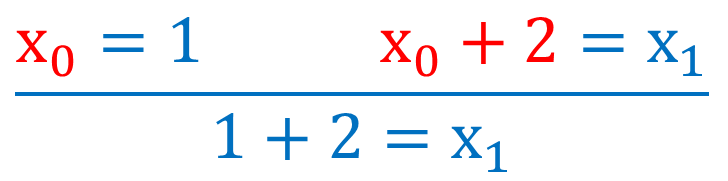 x₀ = 1 x₀ + 2 = x₁
1 + 2 = x₁